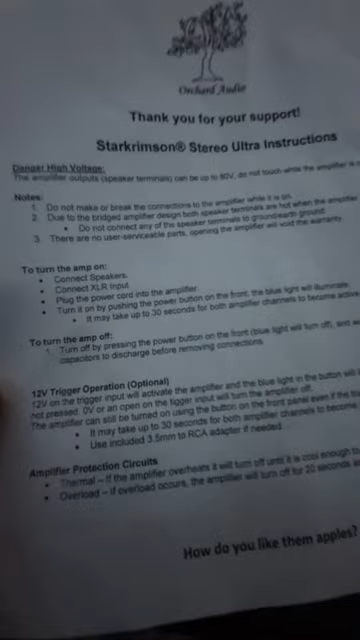 Orchard Audio
Thank you for your support!
Starkrimson® Stereo Ultra Instructions
Danger High Voltage:
The amplifier outputs (speaker terminals) can be up to 80V, do not touch while the amplifier is
Notes:
1. Do not make or break the connections to the amplifier while it is on.
2. Due to the bridged amplifier design both speaker terminals are hot when the amplifier
• Do not connect any of the speaker terminals to ground/earth ground.
3. There are no user-serviceable parts, opening the amplifier will void the warranty.
To turn the amp on:
• Connect Speakers.
• Connect XLR Input
• Plug the power cord into the amplifier.
• Turn it on by pushing the power button on the front, the blue light will illuminate.
• It may take up to 30 seconds for both amplifier channels to become active
To turn the amp off:
1. Turn off by pressing the power button on the front (blue light will turn off), and
capacitors to discharge before removing connections.
12V Trigger Operation (Optional)
12V on the trigger input will activate the amplifier and the blue light in the button will
not pressed. 0V or an open on the tigger input will turn the amplifier off.
The amplifier can still be turned on using the button on the front panel even if the
• It may take up to 30 seconds for both amplifier channels to become
• Use included 3.5mm to RCA adapter if needed.
Amplifier Protection Circuits
• Thermal – If the amplifier overheats it will turn off until it is cool enough
• Overload – If overload occurs, the amplifier will turn off for 20 seconds
How do you like them apples?